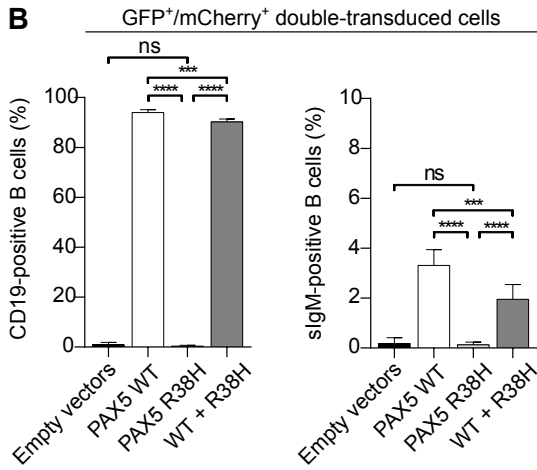 B
GFP⁺/mCherry⁺ double-transduced cells
ns
***
**** ****
100
80
60
40
20
0
CD19-positive B cells (%)
Empty vectors
PAX5 WT
PAX5 R38H
WT + R38H
10
8
6
4
2
0
sIgM-positive B cells (%)
ns
***
**** ****
Empty vectors
PAX5 WT
PAX5 R38H
WT + R38H